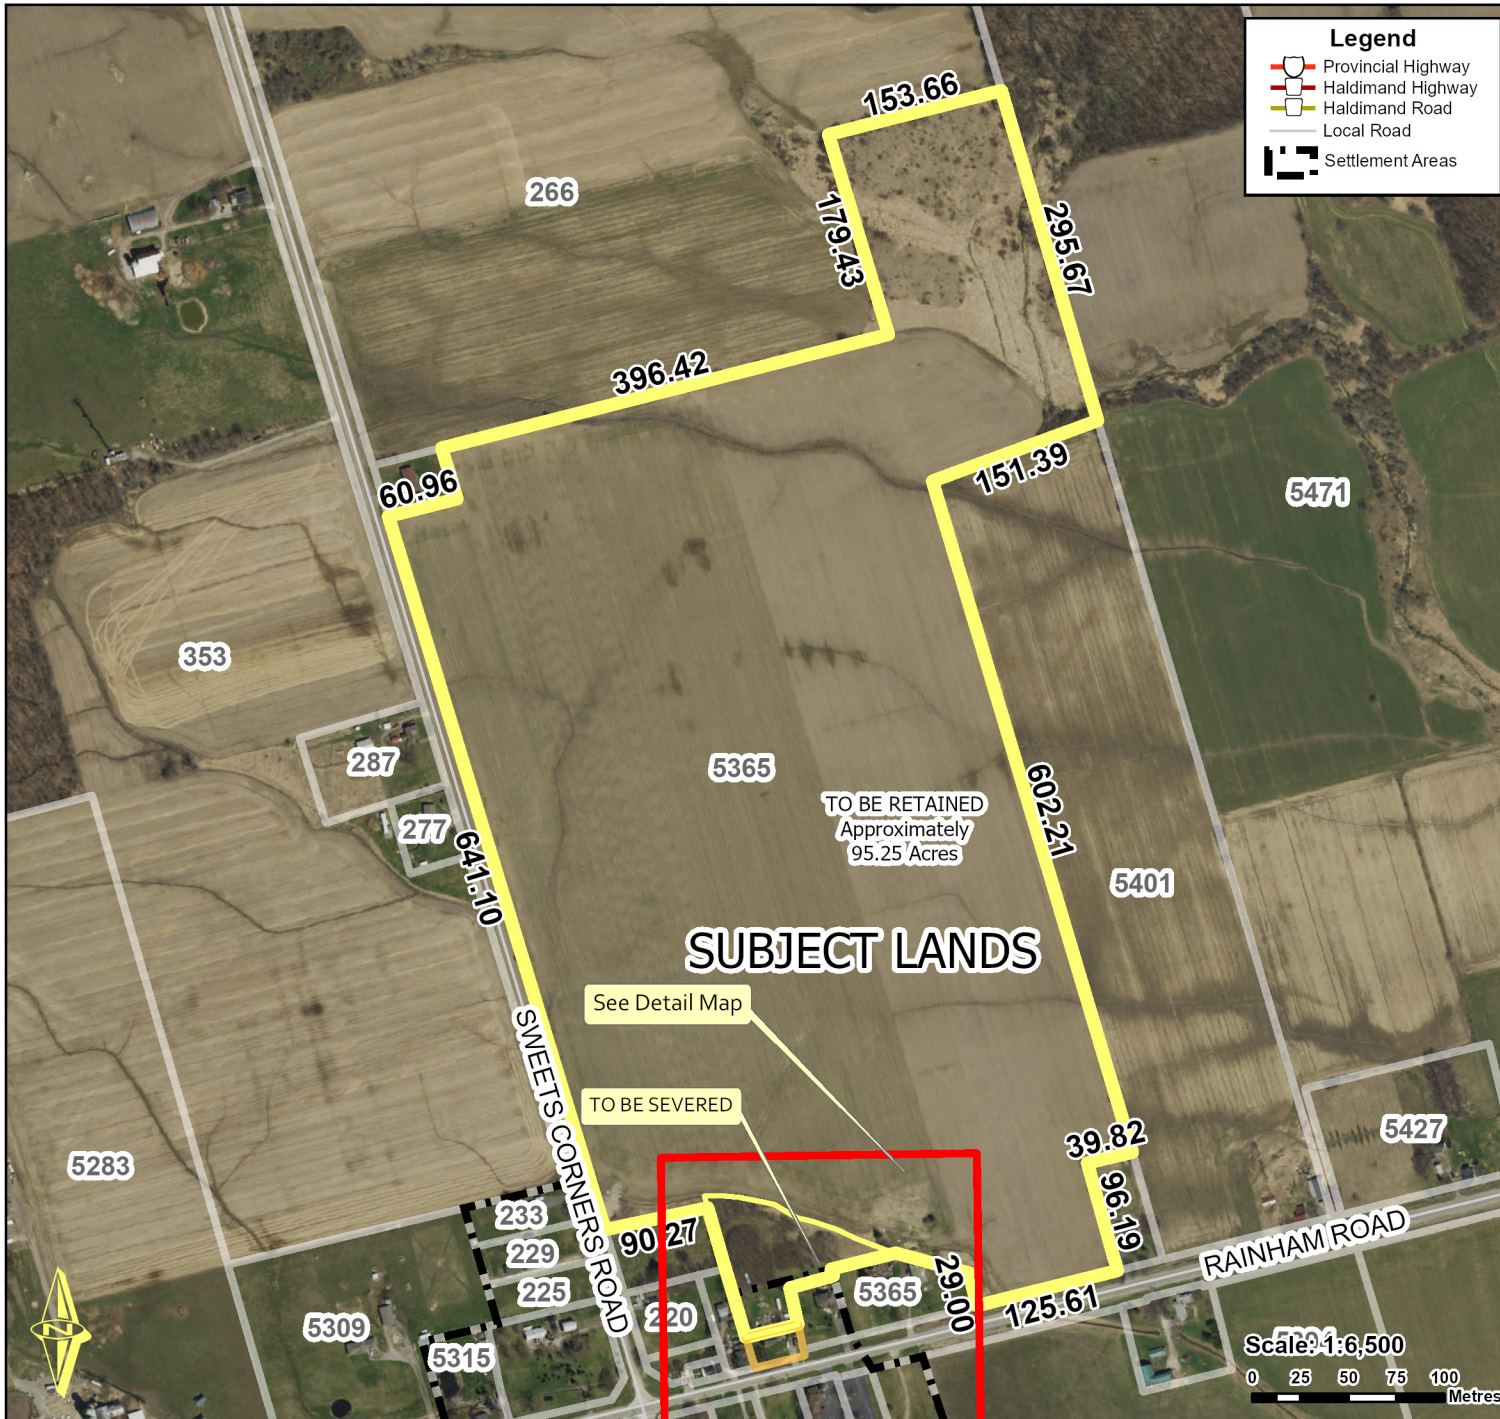 Legend
Provincial Highway
Haldimand Highway
Haldimand Road
Local Road
Settlement Areas
153.66
266
179.43
295.67
396.42
60.96
151.39
5471
353
287
5365
277
641.10
TO BE RETAINED
Approximately
95.25 Acres
602.21
5401
SUBJECT LANDS
See Detail Map
SWEETS CORNERS ROAD
TO BE SEVERED
39.82
5427
5283
96.19
233
90.27
229
RAINHAM ROAD
225
5365
29.00
125.61
220
5309
5315
N
Scale: 1:6,500
0 25 50 75 100
Metres